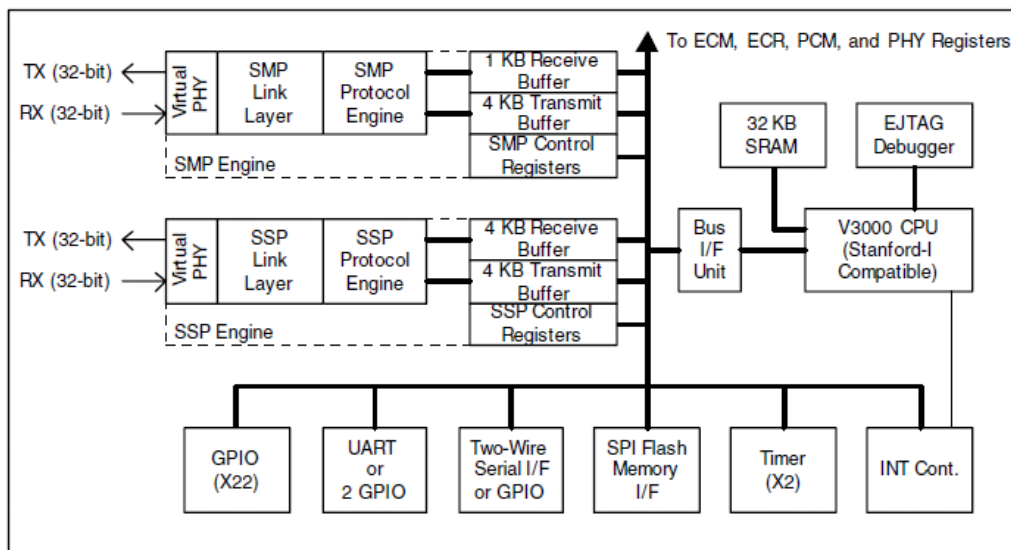 To ECM, ECR, PCM, and PHY Registers
TX (32-bit)
RX (32-bit)
Virtual
PHY
SMP
Link
Layer
SMP
Protocol
Engine
1 KB Receive
Buffer
4 KB Transmit
Buffer
SMP Control
Registers
SMP Engine
32 KB
SRAM
EJTAG
Debugger
TX (32-bit)
RX (32-bit)
Virtual
PHY
SSP
Link
Layer
SSP
Protocol
Engine
4 KB Receive
Buffer
4 KB Transmit
Buffer
SSP Control
Registers
SSP Engine
Bus
I/F
Unit
V3000 CPU
(Stanford-I
Compatible)
GPIO
(X22)
UART
or
2 GPIO
Two-Wire
Serial I/F
or GPIO
SPI Flash
Memory
I/F
Timer
(X2)
INT Cont.